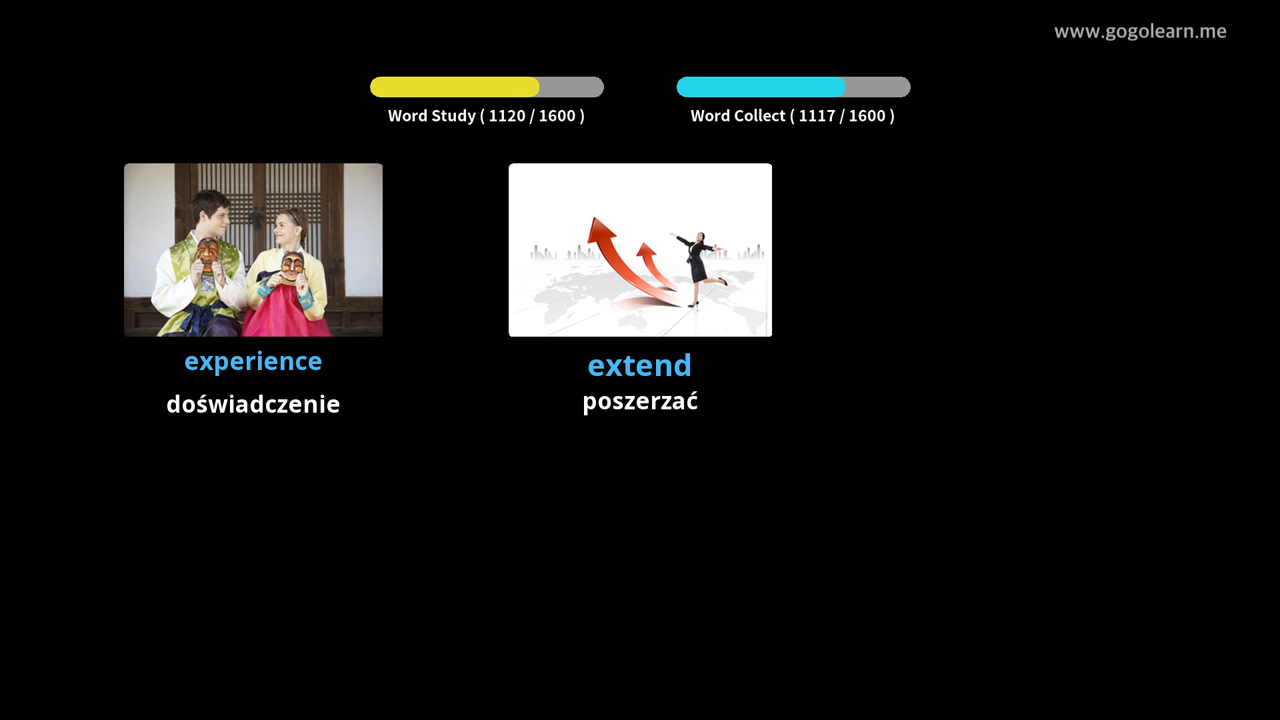 www.gogolearn.me
Word Study ( 1120 / 1600 )
Word Collect ( 1117 / 1600 )
experience
doświadczenie
extend
poszerzać